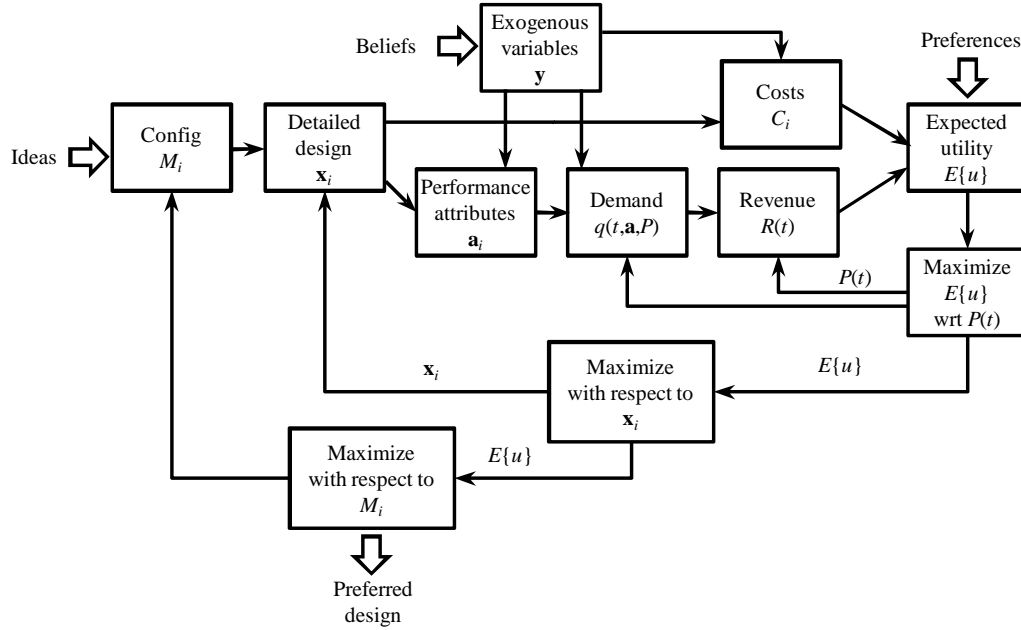 Exogenous
variables
y
Beliefs
Preferences
Costs
C_i
Config
M_i
Detailed
design
x_i
Expected
utility
E{u}
Ideas
Performance
attributes
a_i
Demand
q(t,a,P)
Revenue
R(t)
P(t)
Maximize
E{u}
wrt P(t)
x_i
Maximize
with respect to
x_i
E{u}
Maximize
with respect to
M_i
E{u}
Preferred
design